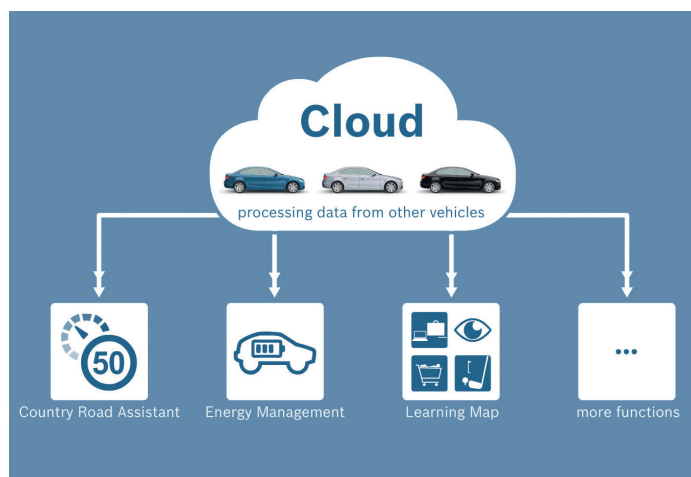 Cloud
processing data from other vehicles
50
Country Road Assistant
Energy Management
Learning Map
...
more functions